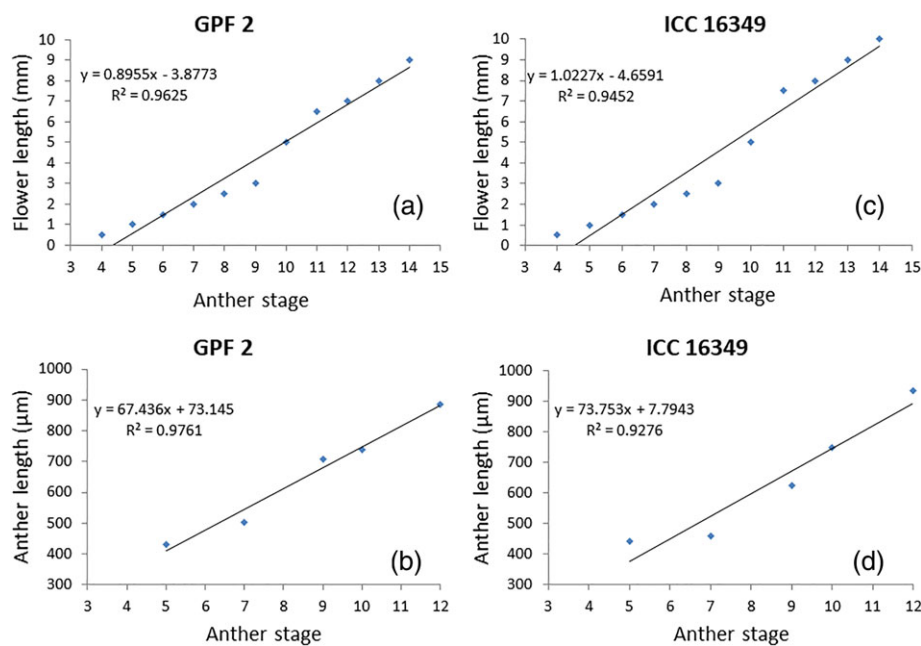 GPF 2
Flower length (mm)
10
9
8
7
6
5
4
3
2
1
0
y = 0.8955x - 3.8773
R² = 0.9625
(a)
3 4 5 6 7 8 9 10 11 12 13 14 15
Anther stage
ICC 16349
Flower length (mm)
10
9
8
7
6
5
4
3
2
1
0
y = 1.0227x - 4.6591
R² = 0.9452
(c)
3 4 5 6 7 8 9 10 11 12 13 14 15
Anther stage
GPF 2
Anther length (µm)
1000
900
800
700
600
500
400
300
y = 67.436x + 73.145
R² = 0.9761
(b)
3 3 4 5 6 7 8 9 10 11 12
Anther stage
ICC 16349
Anther length (µm)
1000
900
800
700
600
500
400
300
y = 73.753x + 7.7943
R² = 0.9276
(d)
3 3 4 5 6 7 8 9 10 11 12
Anther stage